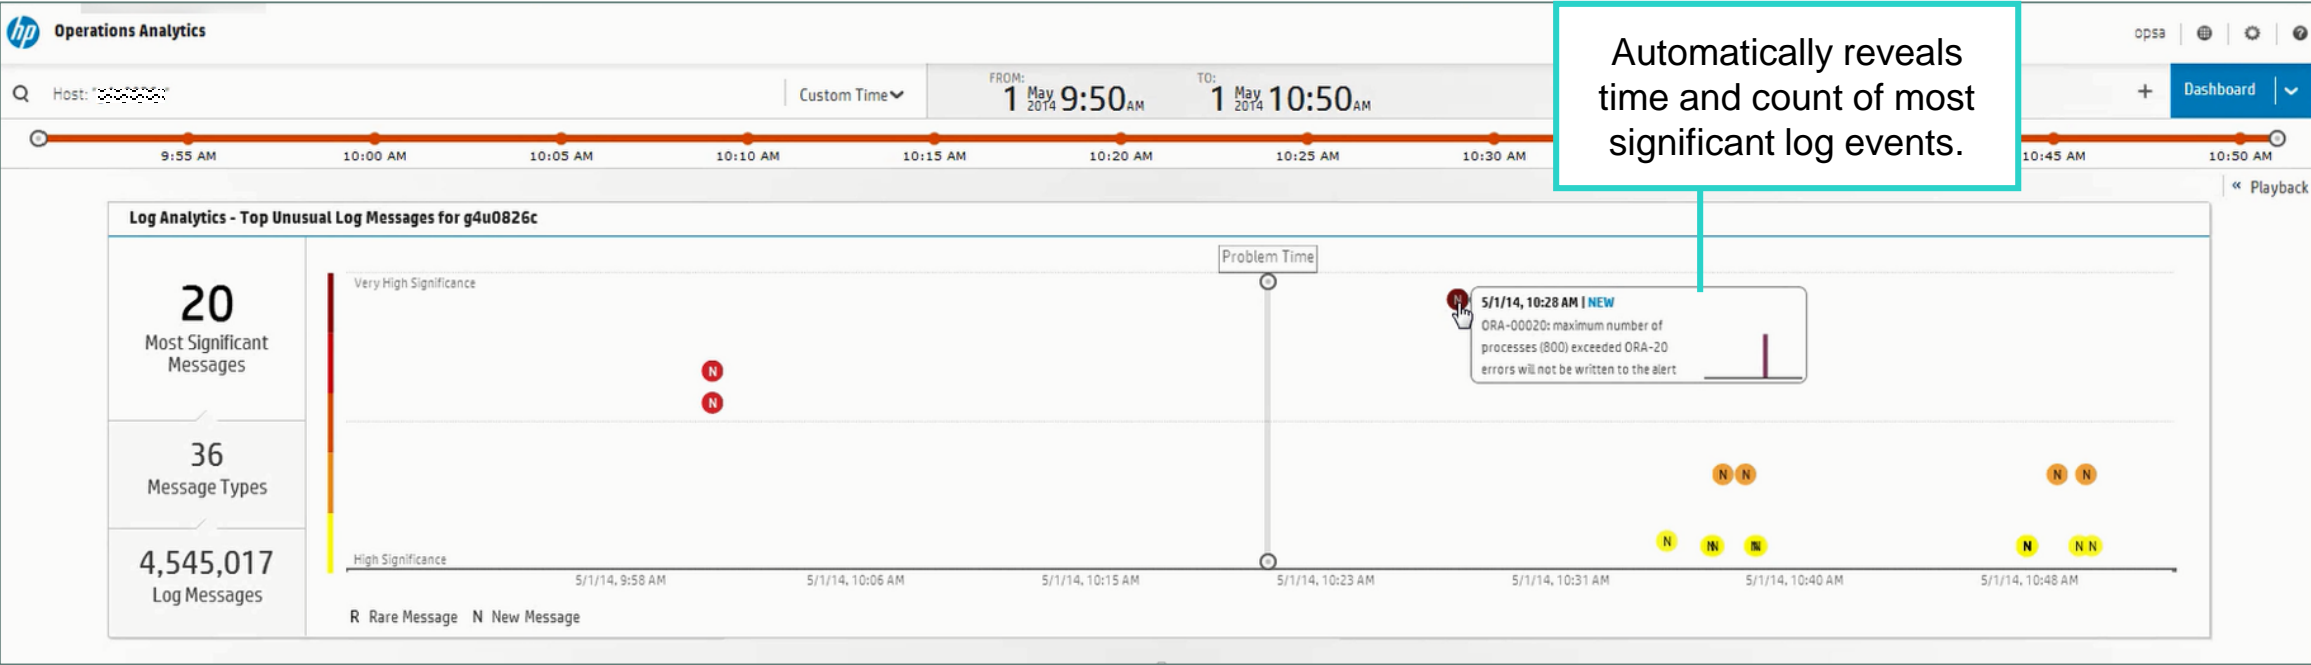 hp Operations Analytics
opsa
Automatically reveals
time and count of most
significant log events.
Host: "
Custom Time
FROM:
1 May 2014 9:50 AM
TO:
1 May 2014 10:50 AM
+ Dashboard
9:55 AM 10:00 AM 10:05 AM 10:10 AM 10:15 AM 10:20 AM 10:25 AM 10:30 AM 10:45 AM 10:50 AM
« Playback
Log Analytics - Top Unusual Log Messages for g4u0826c
20
Most Significant
Messages
36
Message Types
4,545,017
Log Messages
Very High Significance
Problem Time
N
5/1/14, 10:28 AM | NEW
ORA-00020: maximum number of
processes (800) exceeded ORA-20
errors will not be written to the alert
N
N
N N N N
N N N N N N N N
High Significance
5/1/14, 9:58 AM 5/1/14, 10:06 AM 5/1/14, 10:15 AM 5/1/14, 10:23 AM 5/1/14, 10:31 AM 5/1/14, 10:40 AM 5/1/14, 10:48 AM
R Rare Message N New Message